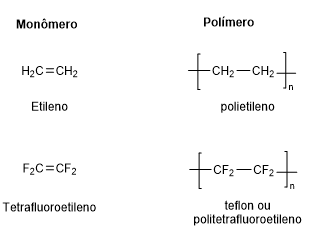 Monômero Polímero
H₂C=CH₂ [CH₂—CH₂]n
Etileno polietileno
F₂C=CF₂ [CF₂—CF₂]n
Tetrafluoroetileno teflon ou
politetrafluoroetileno